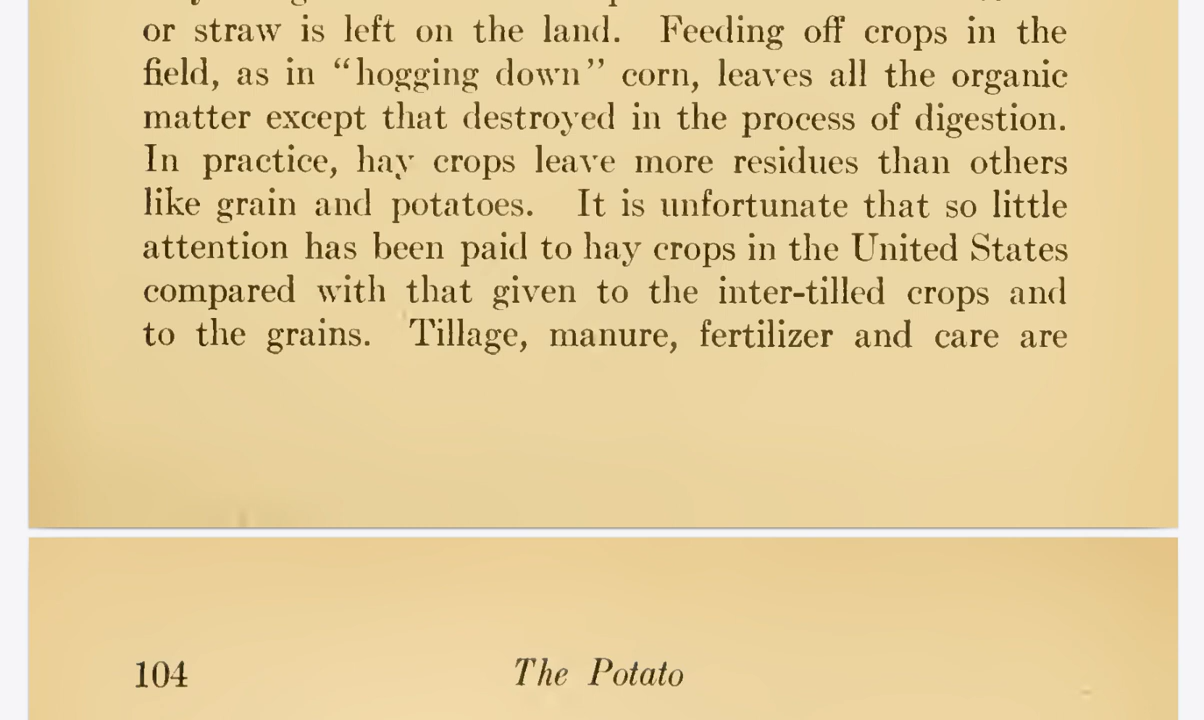 or straw is left on the land. Feeding off crops in the
field, as in “hogging down” corn, leaves all the organic
matter except that destroyed in the process of digestion.
In practice, hay crops leave more residues than others
like grain and potatoes. It is unfortunate that so little
attention has been paid to hay crops in the United States
compared with that given to the inter-tilled crops and
to the grains. Tillage, manure, fertilizer and care are
104 The Potato